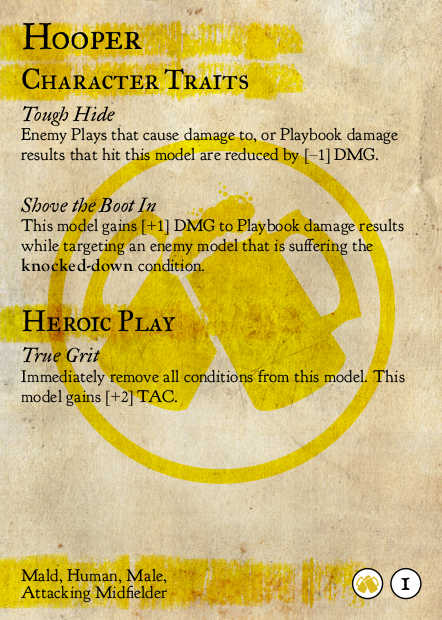 Hooper
Character Traits
Tough Hide
Enemy Plays that cause damage to, or Playbook damage
results that hit this model are reduced by [–1] DMG.
Shove the Boot In
This model gains [+1] DMG to Playbook damage results
while targeting an enemy model that is suffering the
knocked-down condition.
Heroic Play
True Grit
Immediately remove all conditions from this model. This
model gains [+2] TAC.
Mald, Human, Male,
Attacking Midfielder
1